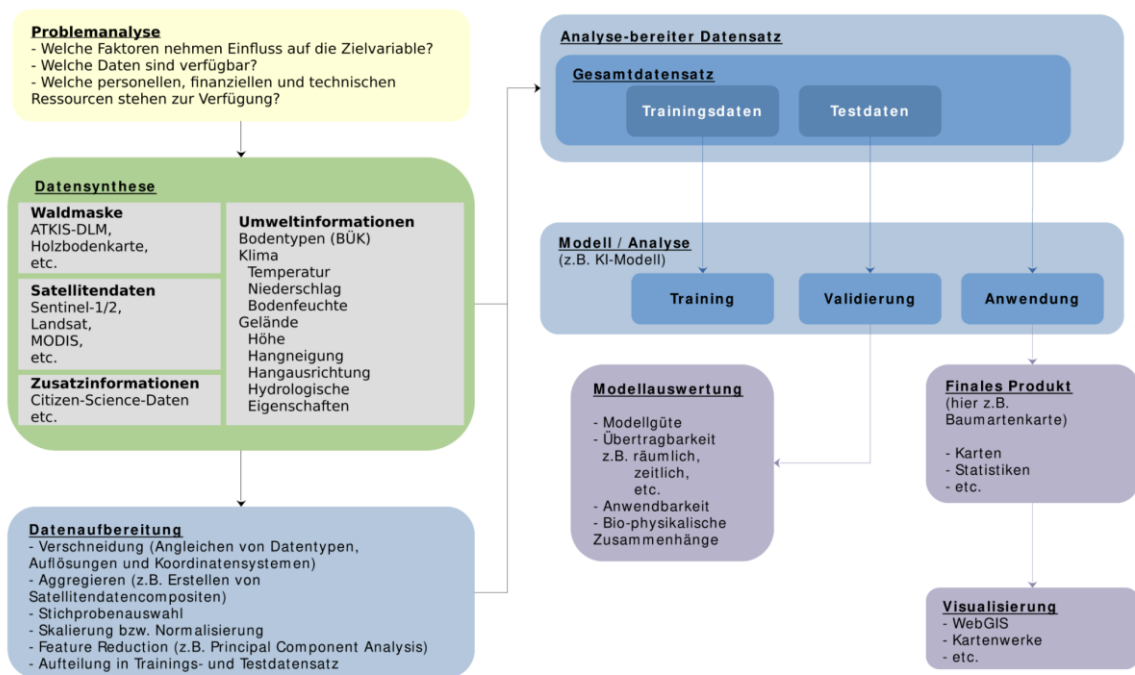 Problemanalyse
- Welche Faktoren nehmen Einfluss auf die Zielvariable?
- Welche Daten sind verfügbar?
- Welche personellen, finanziellen und technischen
Ressourcen stehen zur Verfügung?
Datensynthese
Waldmaske
ATKIS-DLM,
Holzbodenkarte,
etc.
Satellitendaten
Sentinel-1/2,
Landsat,
MODIS,
etc.
Zusatzinformationen
Citizen-Science-Daten
etc.
Umweltinformationen
Bodentypen (BÜK)
Klima
Temperatur
Niederschlag
Bodenfeuchte
Gelände
Höhe
Hangneigung
Hangausrichtung
Hydrologische
Eigenschaften
Datenaufbereitung
- Verschneidung (Angleichen von Datentypen,
Auflösungen und Koordinatensystemen)
- Aggregieren (z.B. Erstellen von
Satellitendatencompositen)
- Stichprobenauswahl
- Skalierung bzw. Normalisierung
- Feature Reduction (z.B. Principal Component Analysis)
- Aufteilung in Trainings- und Testdatensatz
Analyse-bereiter Datensatz
Gesamtdatensatz
Trainingsdaten
Testdaten
Modell / Analyse
(z.B. KI-Modell)
Training
Validierung
Anwendung
Modellauswertung
- Modellgüte
- Übertragbarkeit
z.B. räumlich,
zeitlich,
etc.
- Anwendbarkeit
- Bio-physikalische
Zusammenhänge
Finales Produkt
(hier z.B.
Baumartenkarte)
- Karten
- Statistiken
- etc.
Visualisierung
- WebGIS
- Kartenwerke
- etc.